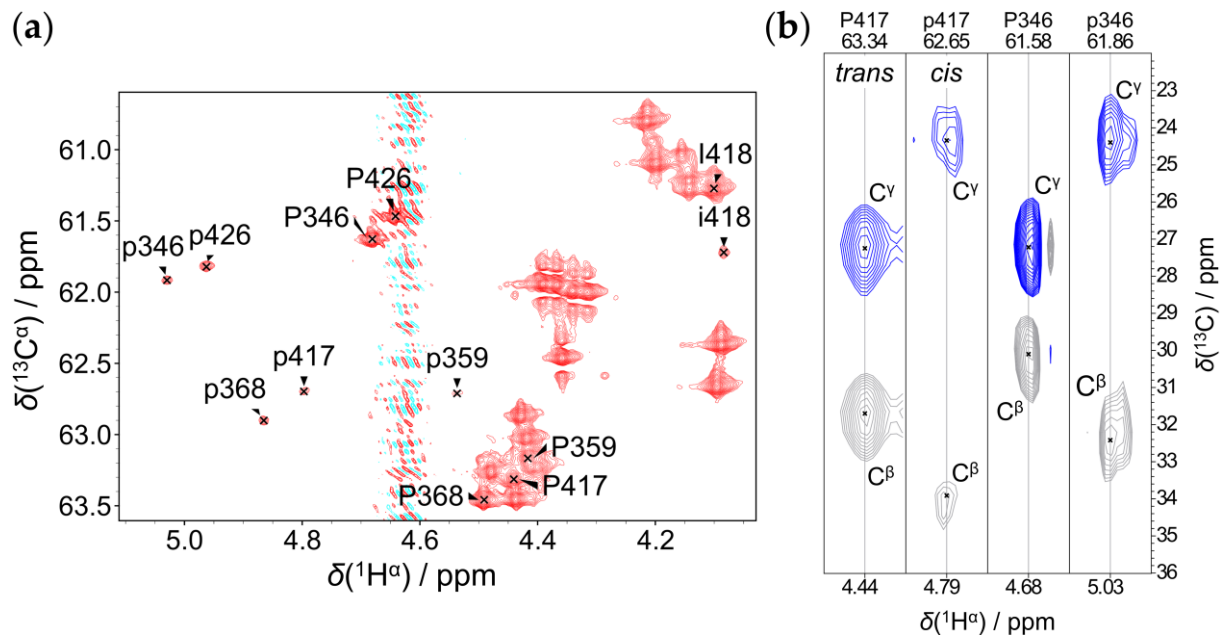 (a)
61.0
61.5
62.0
62.5
63.0
63.5
δ(¹³Cᵅ) / ppm
I418
P426
P346
i418
p346 p426
p417
p359
p368
P359
P417
P368
5.0 4.8 4.6 4.4 4.2
δ(¹Hᵅ) / ppm
(b)
P417 p417 P346 p346
63.34 62.65 61.58 61.86
trans cis
Cᵞ
Cᵞ
Cᵞ
Cᵞ
Cᵝ
Cᵝ
Cᵝ
Cᵝ
23
24
25
26
27
28
29
30
31
32
33
34
35
36
δ(¹³C) / ppm
4.44 4.79 4.68 5.03
δ(¹Hᵅ) / ppm